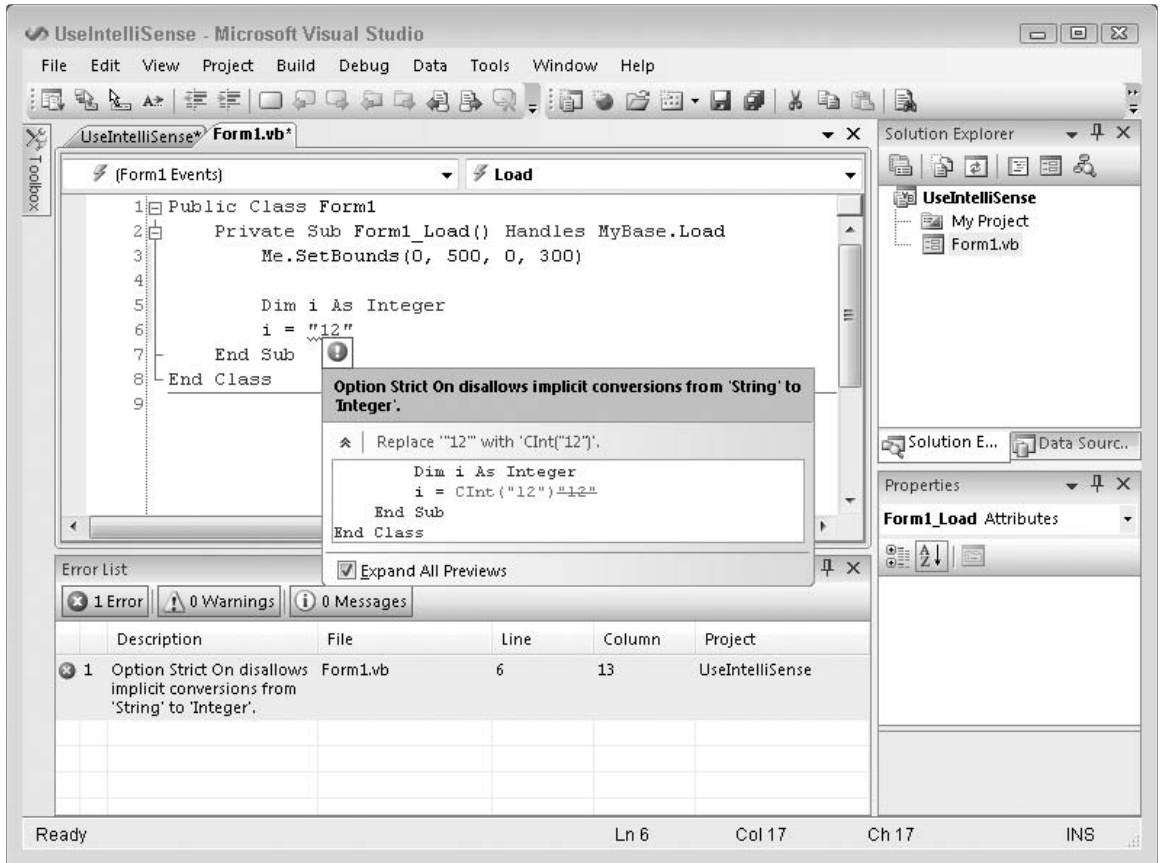 UseIntelliSense - Microsoft Visual Studio
File Edit View Project Build Debug Data Tools Window Help
Toolbox
UseIntelliSense* Form1.vb*
(Form1 Events) Load
1 Public Class Form1
2 Private Sub Form1_Load() Handles MyBase.Load
3 Me.SetBounds(0, 500, 0, 300)
4
5 Dim i As Integer
6 i = "12"
7 End Sub
8 End Class
9
Option Strict On disallows implicit conversions from 'String' to
'Integer'.
Replace '"12"' with 'CInt("12")'.
Dim i As Integer
i = CInt("12")"12"
End Sub
End Class
Expand All Previews
Solution Explorer
UseIntelliSense
My Project
Form1.vb
Solution E... Data Sourc..
Properties
Form1_Load Attributes
Error List
1 Error 0 Warnings 0 Messages
Description File Line Column Project
1 Option Strict On disallows Form1.vb 6 13 UseIntelliSense
implicit conversions from
'String' to 'Integer'.
Ready Ln 6 Col 17 Ch 17 INS